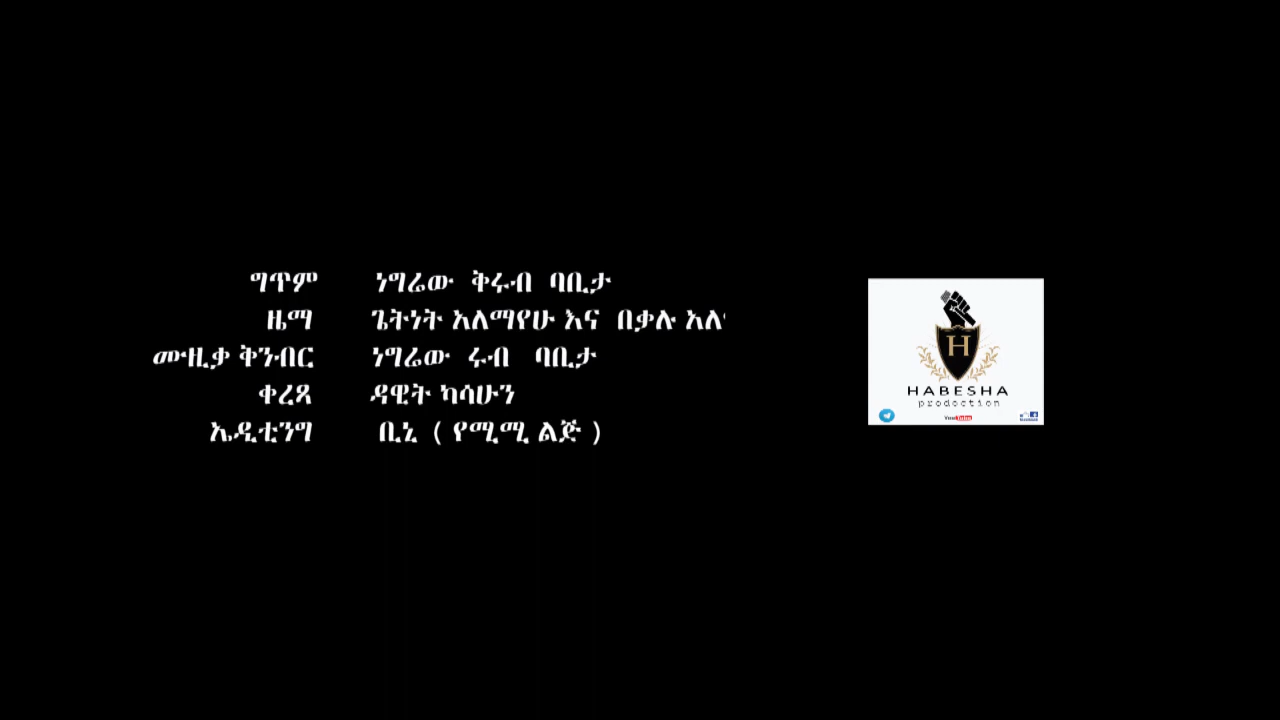 ግጥም ነግሬው ቅሩብ ባቢታ
ዜማ ጌትነት አለማየሁ እና በቃሉ
ሙዚቃ ቅንብር ነግሬው ሩብ ባቢታ
ቀረጻ ዳዊት ካሳሁን
ኤዲቲንግ ቢኒ ( የሚሚ ልጅ )
H
HABESHA
production
YouTube